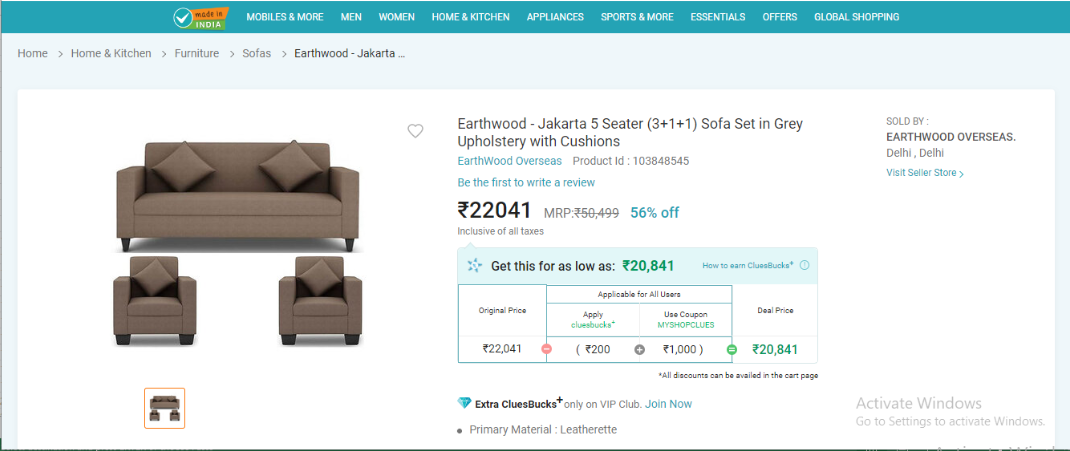 made in
INDIA
MOBILES & MORE MEN WOMEN HOME & KITCHEN APPLIANCES SPORTS & MORE ESSENTIALS OFFERS GLOBAL SHOPPING
Home > Home & Kitchen > Furniture > Sofas > Earthwood - Jakarta ...
Earthwood - Jakarta 5 Seater (3+1+1) Sofa Set in Grey
Upholstery with Cushions
EarthWood Overseas Product Id : 103848545
Be the first to write a review
₹22041 MRP:₹50,499 56% off
Inclusive of all taxes
Get this for as low as: ₹20,841 How to earn CluesBucks+
Original Price
Applicable for All Users
Apply
cluesbucks+
Use Coupon
MYSHOPCLUES
Deal Price
₹22,041 - ( ₹200 + ₹1,000 ) = ₹20,841
*All discounts can be availed in the cart page
Extra CluesBucks+ only on VIP Club. Join Now
• Primary Material : Leatherette
SOLD BY :
EARTHWOOD OVERSEAS.
Delhi , Delhi
Visit Seller Store >
Activate Windows
Go to Settings to activate Windows.